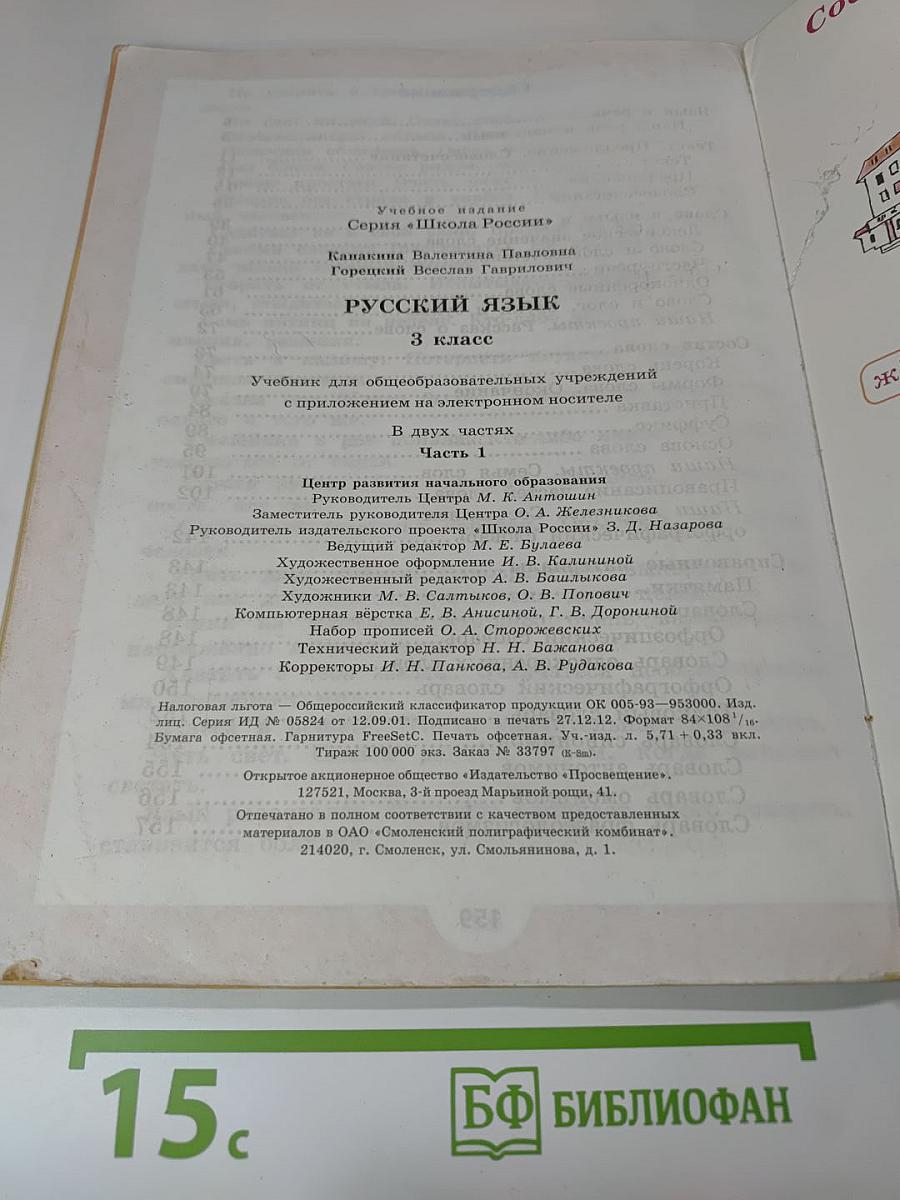 Учебное издание
Серия «Школа России»
Канакина Валентина Павловна
Горецкий Всеслав Гаврилович
РУССКИЙ ЯЗЫК
3 класс
Учебник для общеобразовательных учреждений
с приложением на электронном носителе
В двух частях
Часть 1
Центр развития начального образования
Руководитель Центра М. К. Антошин
Заместитель руководителя Центра О. А. Железникова
Руководитель издательского проекта «Школа России» З. Д. Назарова
Ведущий редактор М. Е. Булаева
Художественное оформление И. В. Калининой
Художественный редактор А. В. Башлыкова
Художники М. В. Салтыков, О. В. Попович
Компьютерная вёрстка Е. В. Анисиной, Г. В. Дорониной
Набор прописей О. А. Сторожевских
Технический редактор Н. Н. Бажанова
Корректоры И. Н. Панкова, А. В. Рудакова
Налоговая льгота — Общероссийский классификатор продукции ОК 005-93—953000. Изд.
лиц. Серия ИД № 05824 от 12.09.01. Подписано в печать 27.12.12. Формат 84×108 1/16.
Бумага офсетная. Гарнитура FreeSetC. Печать офсетная. Уч.-изд. л. 5,71 + 0,33 вкл.
Тираж 100 000 экз. Заказ № 33797 (K-Sm).
Открытое акционерное общество «Издательство «Просвещение».
127521, Москва, 3-й проезд Марьиной рощи, 41.
Отпечатано в полном соответствии с качеством предоставленных
материалов в ОАО «Смоленский полиграфический комбинат».
214020, г. Смоленск, ул. Смольянинова, д. 1.
15 с
БФ БИБЛИОФАН